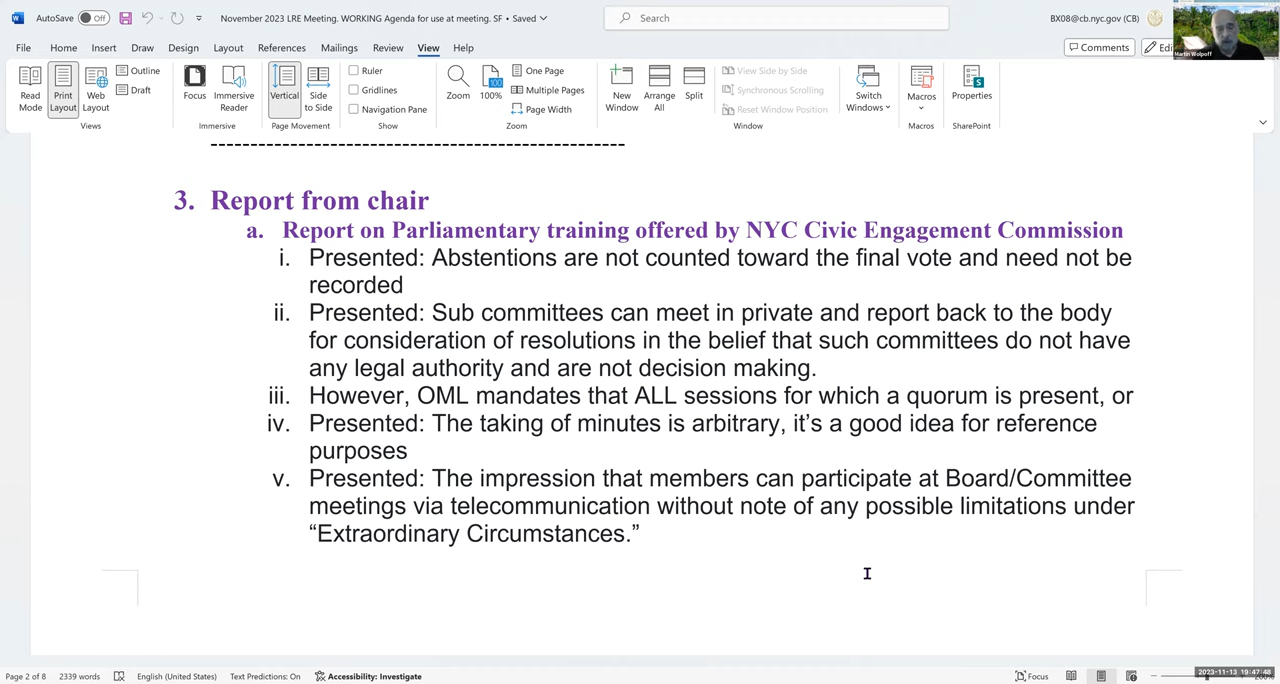 AutoSave Off November 2023 LRE Meeting. WORKING Agenda for use at meeting. SF • Saved Search BX08@cb.nyc.gov (CB)
Martin Wolpoff
File Home Insert Draw Design Layout References Mailings Review View Help Comments
Read Mode Print Layout Web Layout Outline Draft
Views
Focus Immersive Reader
Immersive
Vertical Side to Side
Page Movement
Ruler
Gridlines
Navigation Pane
Show
Zoom 100% One Page Multiple Pages Page Width
Zoom
New Window Arrange All Split View Side by Side Synchronous Scrolling Reset Window Position Switch Windows
Window
Macros
Macros
Properties
SharePoint
------------------------------------------------
3. Report from chair
a. Report on Parliamentary training offered by NYC Civic Engagement Commission
i. Presented: Abstentions are not counted toward the final vote and need not be
recorded
ii. Presented: Sub committees can meet in private and report back to the body
for consideration of resolutions in the belief that such committees do not have
any legal authority and are not decision making.
iii. However, OML mandates that ALL sessions for which a quorum is present, or
iv. Presented: The taking of minutes is arbitrary, it’s a good idea for reference
purposes
v. Presented: The impression that members can participate at Board/Committee
meetings via telecommunication without note of any possible limitations under
“Extraordinary Circumstances.”
Page 2 of 8 2339 words English (United States) Text Predictions: On Accessibility: Investigate Focus
2023-11-13 19:47:48